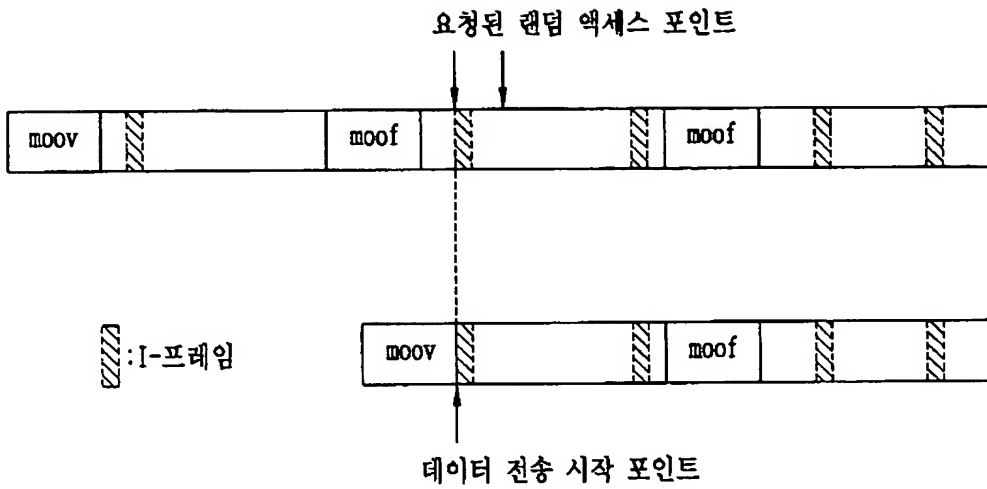 요청된 랜덤 액세스 포인트
moov moof moof
:I-프레임
moov moof
데이터 전송 시작 포인트